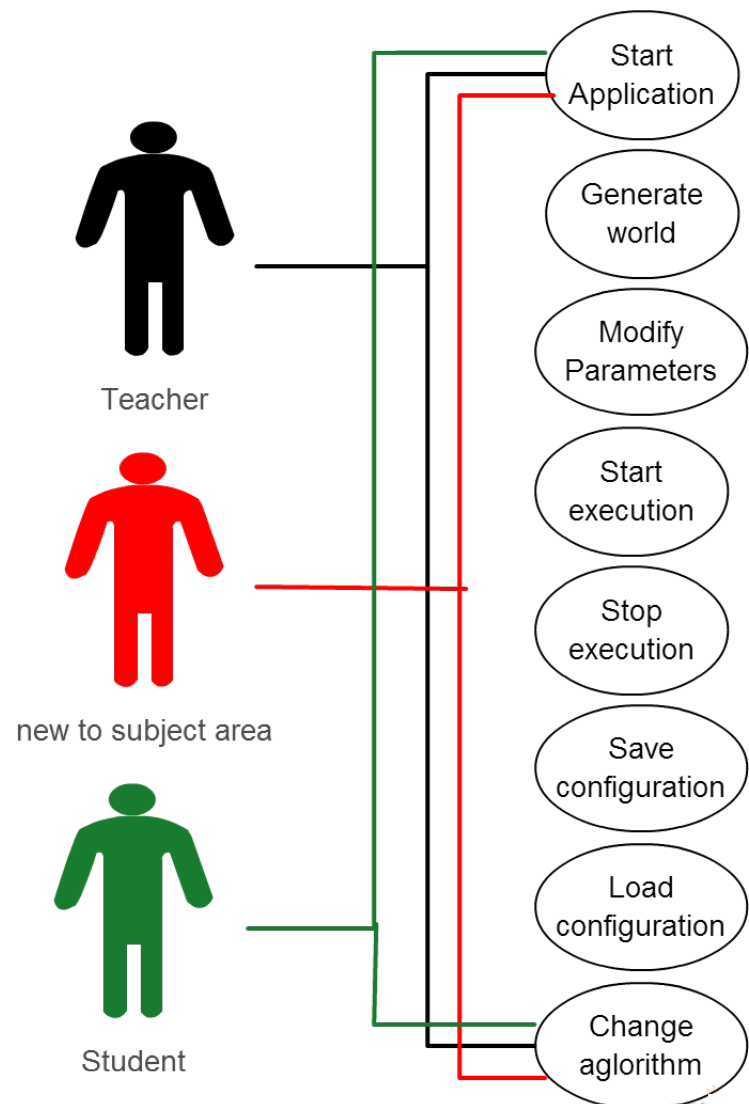 Start
Application
Generate
world
Modify
Parameters
Teacher
Start
execution
Stop
execution
new to subject area
Save
configuration
Load
configuration
Change
aglorithm
Student